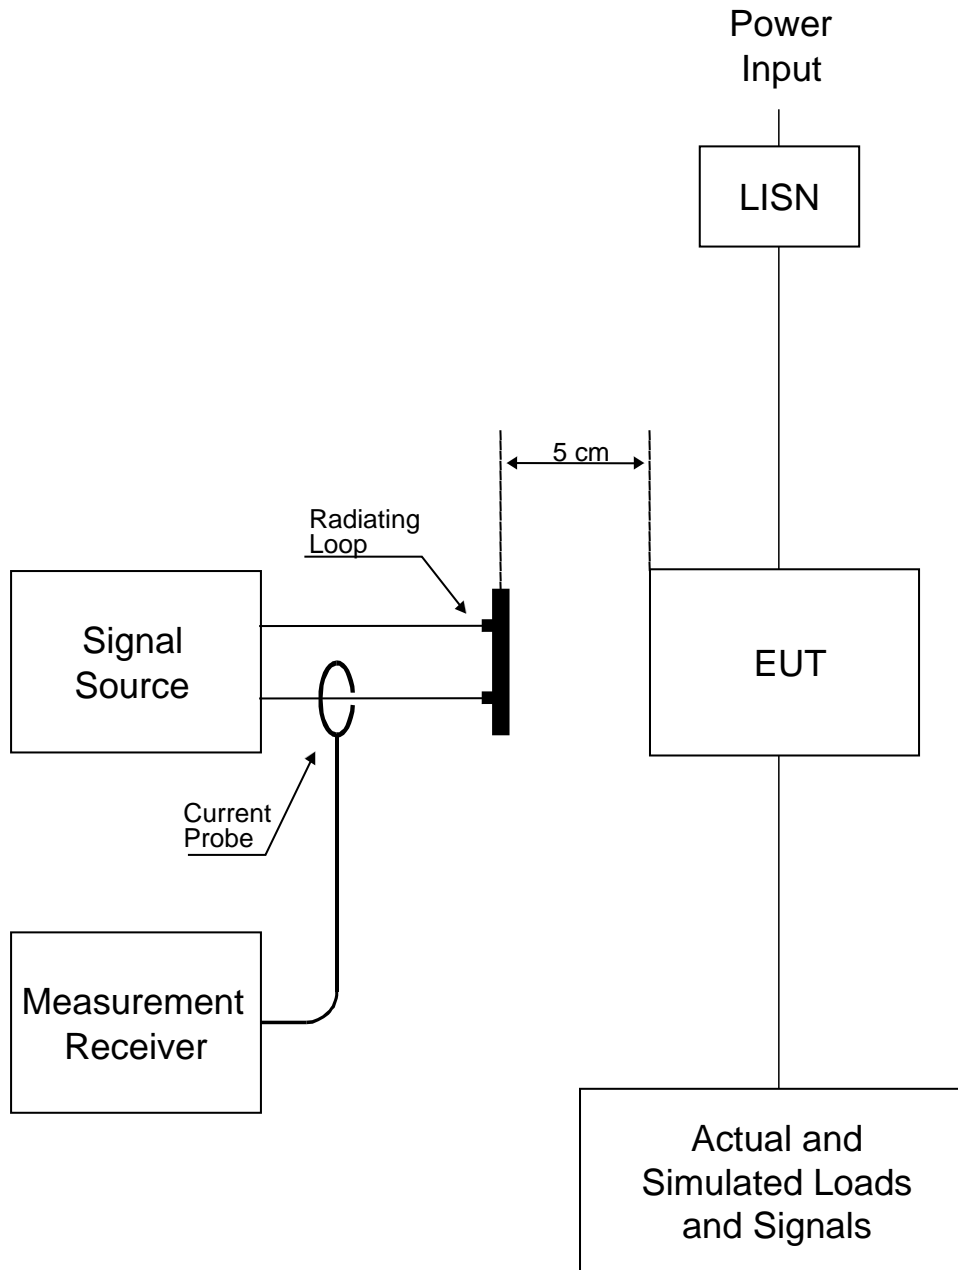 Power
Input
LISN
5 cm
Radiating
Loop
Signal
Source
EUT
Current
Probe
Measurement
Receiver
Actual and
Simulated Loads
and Signals